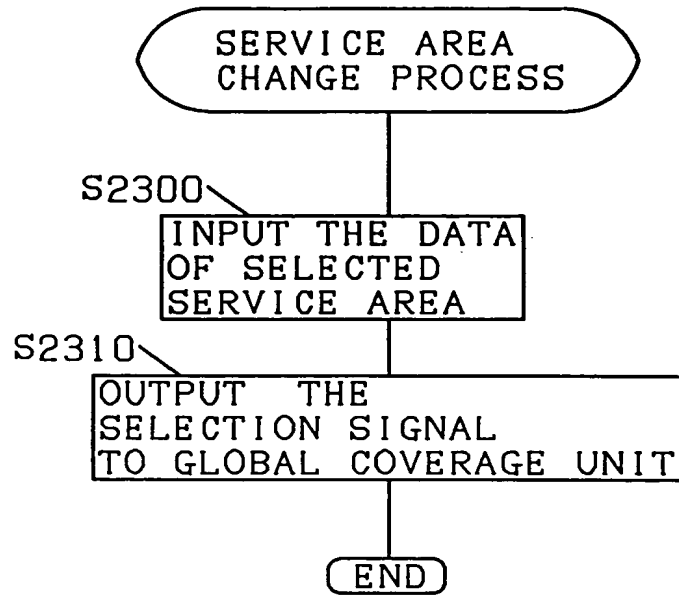 SERVICE AREA
CHANGE PROCESS
S2300
INPUT THE DATA
OF SELECTED
SERVICE AREA
S2310
OUTPUT THE
SELECTION SIGNAL
TO GLOBAL COVERAGE UNIT
END